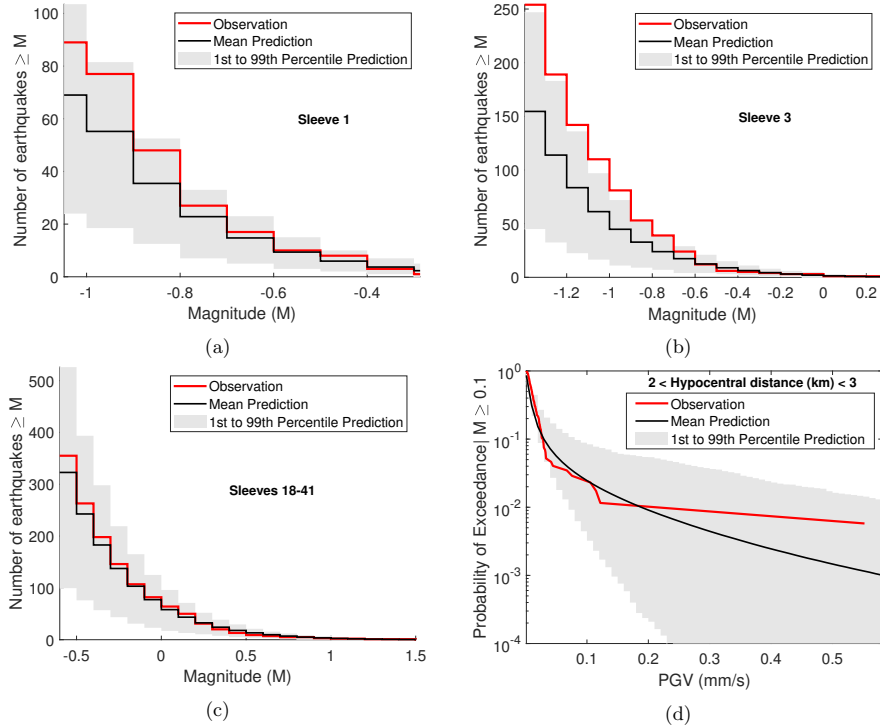 Number of earthquakes ≥ M
100
80
60
40
20
0
Observation
Mean Prediction
1st to 99th Percentile Prediction
Sleeve 1
-1 -0.8 -0.6 -0.4
Magnitude (M)
(a)
Number of earthquakes ≥ M
250
200
150
100
50
0
Observation
Mean Prediction
1st to 99th Percentile Prediction
Sleeve 3
-1.2 -1 -0.8 -0.6 -0.4 -0.2 0 0.2
Magnitude (M)
(b)
Number of earthquakes ≥ M
500
400
300
200
100
0
Observation
Mean Prediction
1st to 99th Percentile Prediction
Sleeves 18-41
-0.5 0 0.5 1 1.5
Magnitude (M)
(c)
Probability of Exceedance| M ≥ 0.1
10⁰
10⁻¹
10⁻²
10⁻³
10⁻⁴
2 < Hypocentral distance (km) < 3
Observation
Mean Prediction
1st to 99th Percentile Prediction
0.1 0.2 0.3 0.4 0.5
PGV (mm/s)
(d)